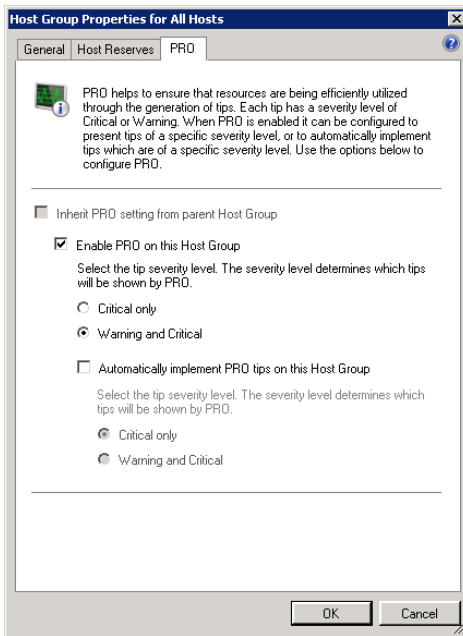 Host Group Properties for All Hosts
General
Host Reserves
PRO
PRO helps to ensure that resources are being efficiently utilized
through the generation of tips. Each tip has a severity level of
Critical or Warning. When PRO is enabled it can be configured to
present tips of a specific severity level, or to automatically implement
tips which are of a specific severity level. Use the options below to
configure PRO.
Inherit PRO setting from parent Host Group
Enable PRO on this Host Group
Select the tip severity level. The severity level determines which tips
will be shown by PRO.
Critical only
Warning and Critical
Automatically implement PRO tips on this Host Group
Select the tip severity level. The severity level determines which
tips will be shown by PRO.
Critical only
Warning and Critical
OK
Cancel